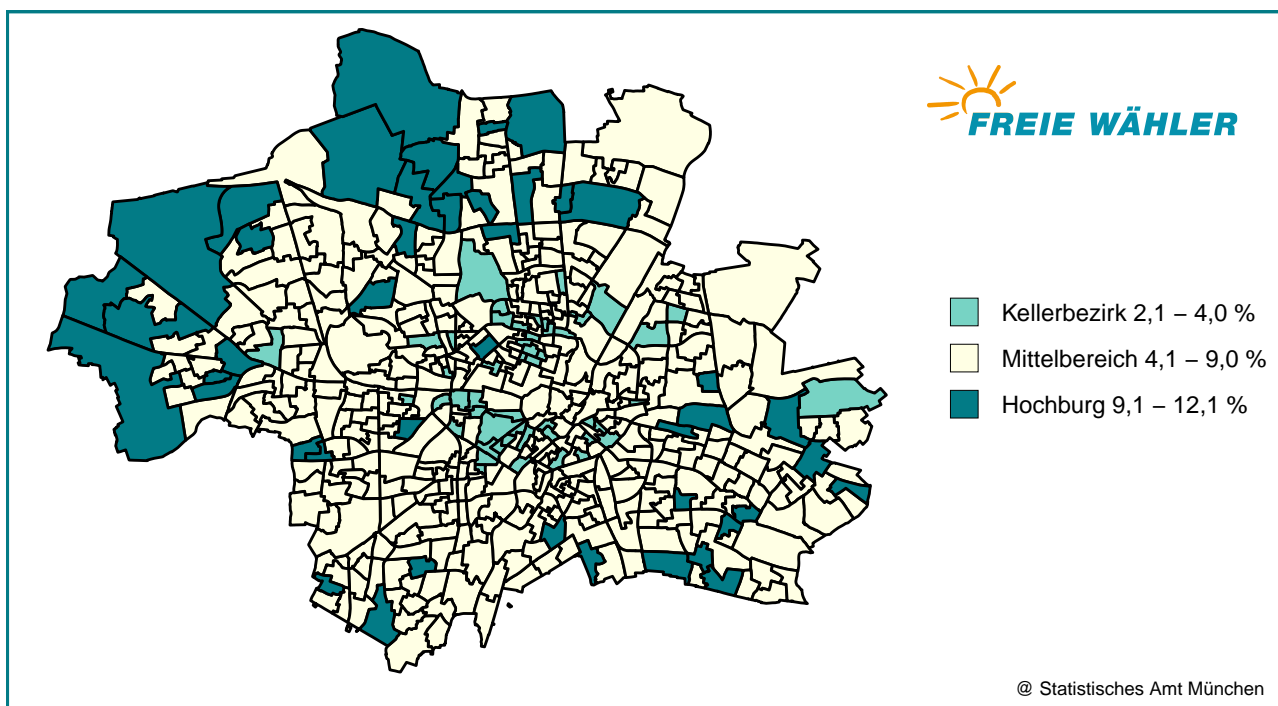 FREIE WÄHLER
Kellerbezirk 2,1 – 4,0 %
Mittelbereich 4,1 – 9,0 %
Hochburg 9,1 – 12,1 %
@ Statistisches Amt München